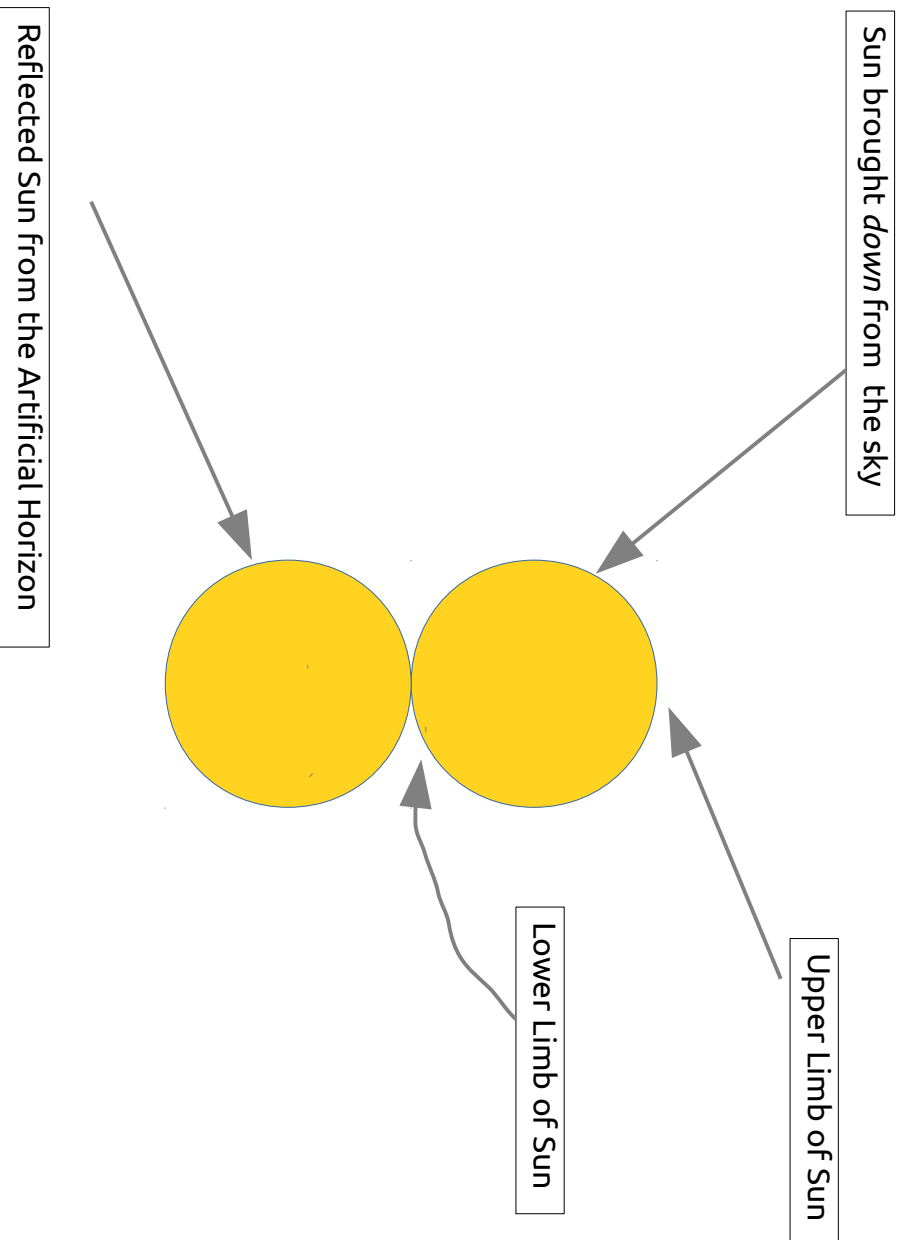 Sun brought down from the sky
Upper Limb of Sun
Lower Limb of Sun
Reflected Sun from the Artificial Horizon